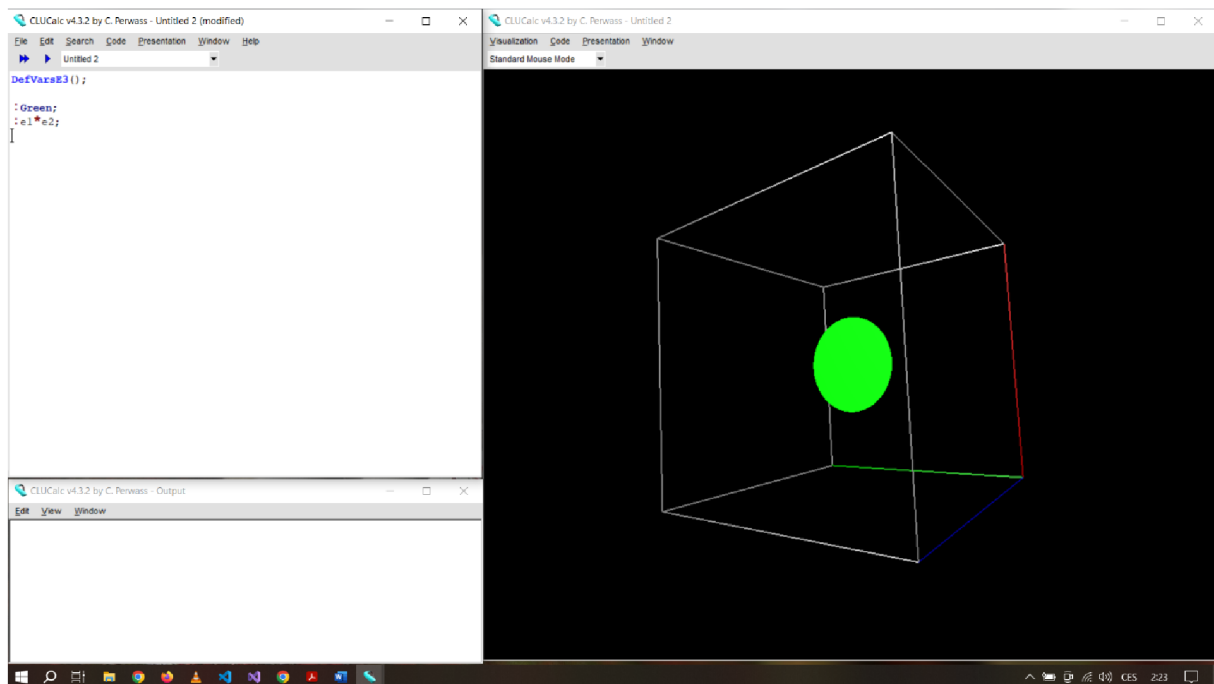 CLUCalc v4.3.2 by C. Perwass - Untitled 2 (modified)
File Edit Search Code Presentation Window Help
Untitled 2
DefVarsE3();
:Green;
:e1*e2;
CLUCalc v4.3.2 by C. Perwass - Output
Edit View Window
CLUCalc v4.3.2 by C. Perwass - Untitled 2
Visualization Code Presentation Window
Standard Mouse Mode
CES 2:23